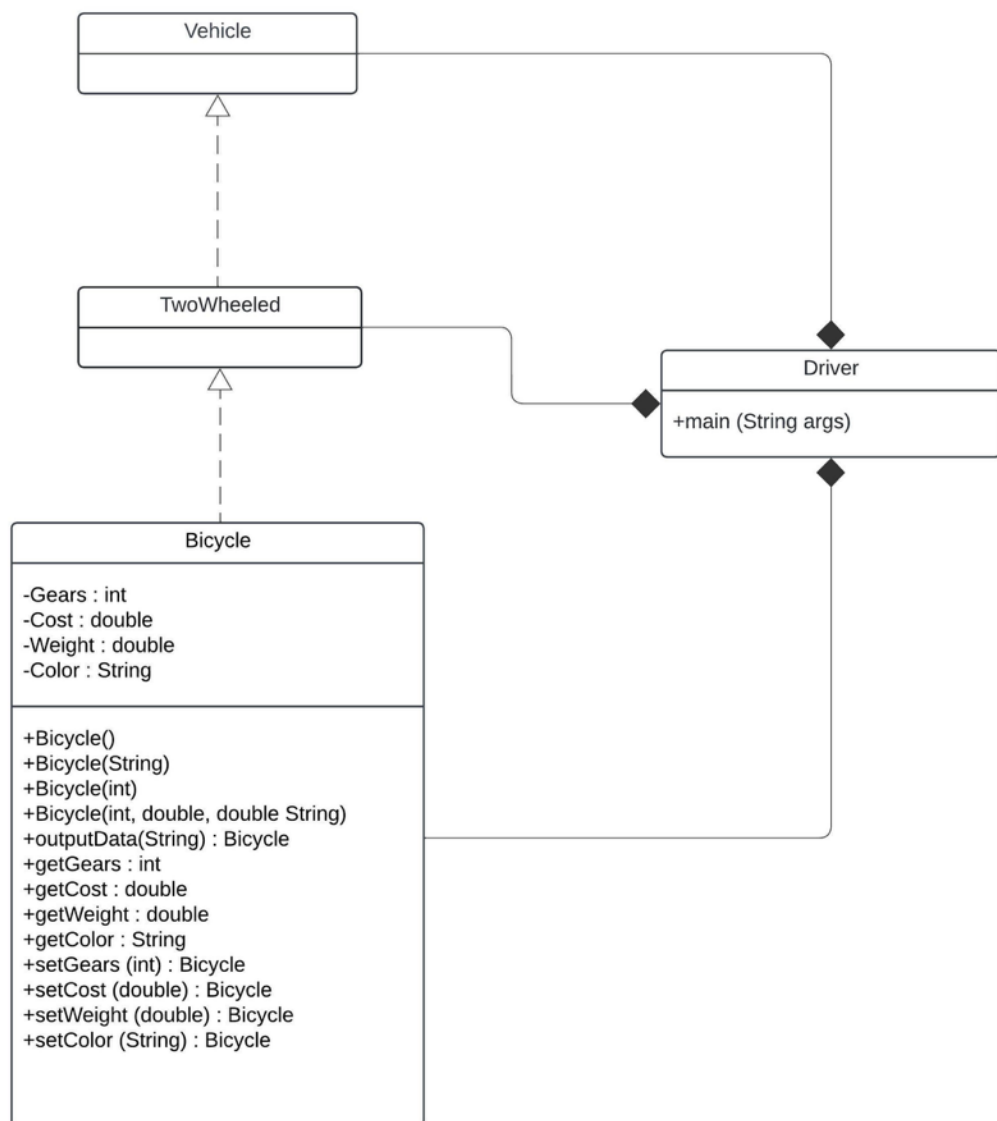 Vehicle
TwoWheeled
Driver
+main (String args)
Bicycle
-Gears : int
-Cost : double
-Weight : double
-Color : String
+Bicycle()
+Bicycle(String)
+Bicycle(int)
+Bicycle(int, double, double String)
+outputData(String) : Bicycle
+getGears : int
+getCost : double
+getWeight : double
+getColor : String
+setGears (int) : Bicycle
+setCost (double) : Bicycle
+setWeight (double) : Bicycle
+setColor (String) : Bicycle